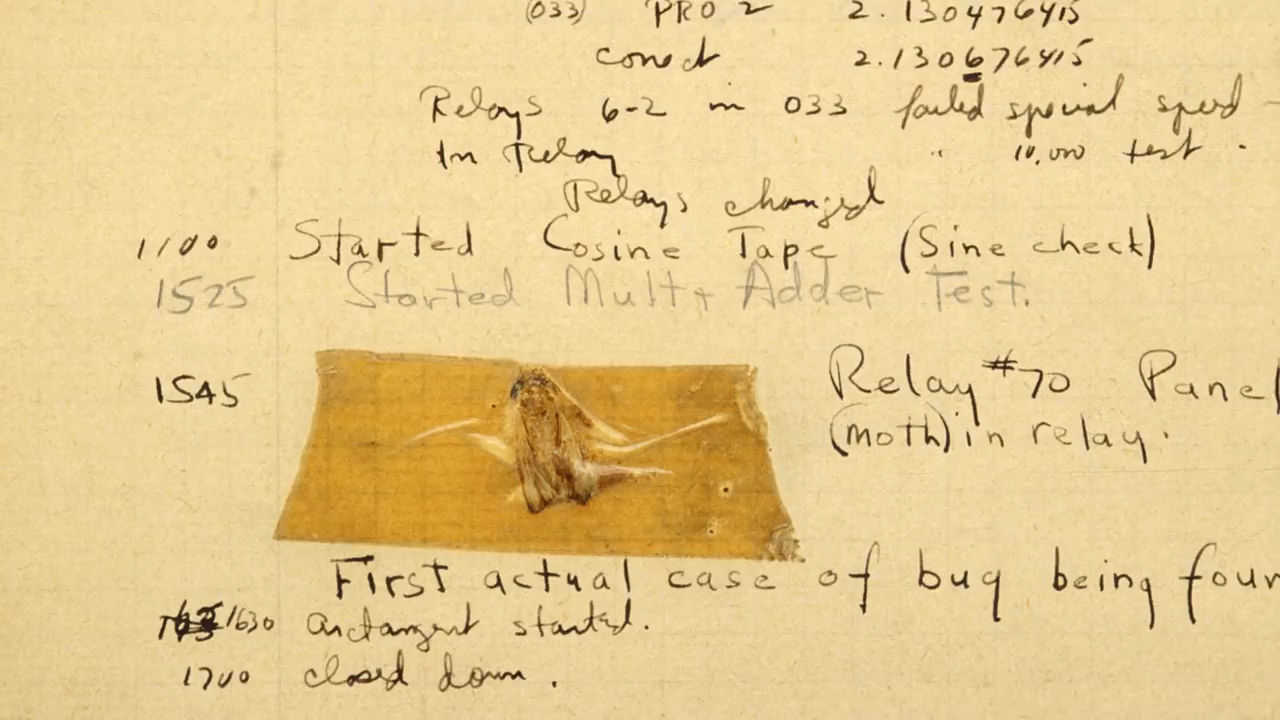 (033) PRO 2 2.130476415
conect 2.130676415
Relays 6-2 in 033 failed special speed
In Relay " 10,000 test .
Relays changed
1100 Started Cosine Tape (Sine check)
1525 Started Mult + Adder Test.
1545 Relay #70 Panel
(moth) in relay.
First actual case of bug being foun
1630 arctangent started.
1700 closed down .